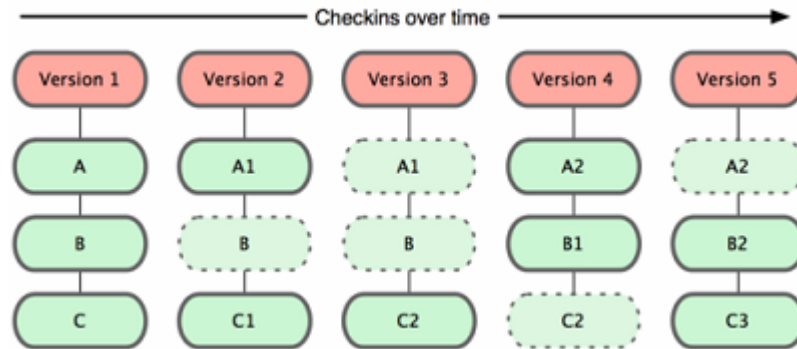 Checkins over time
Version 1 Version 2 Version 3 Version 4 Version 5
A A1 A1 A2 A2
B B B B1 B2
C C1 C2 C2 C3